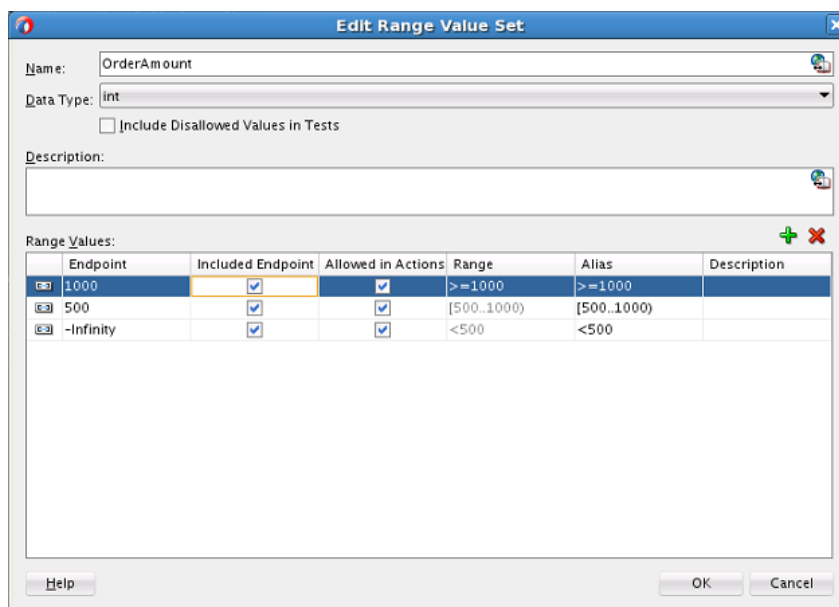 Edit Range Value Set
Name: OrderAmount
Data Type: int
Include Disallowed Values in Tests
Description:
Range Values:
Endpoint Included Endpoint Allowed in Actions Range Alias Description
1000 >=1000 >=1000
500 [500..1000) [500..1000)
-Infinity <500 <500
Help OK Cancel